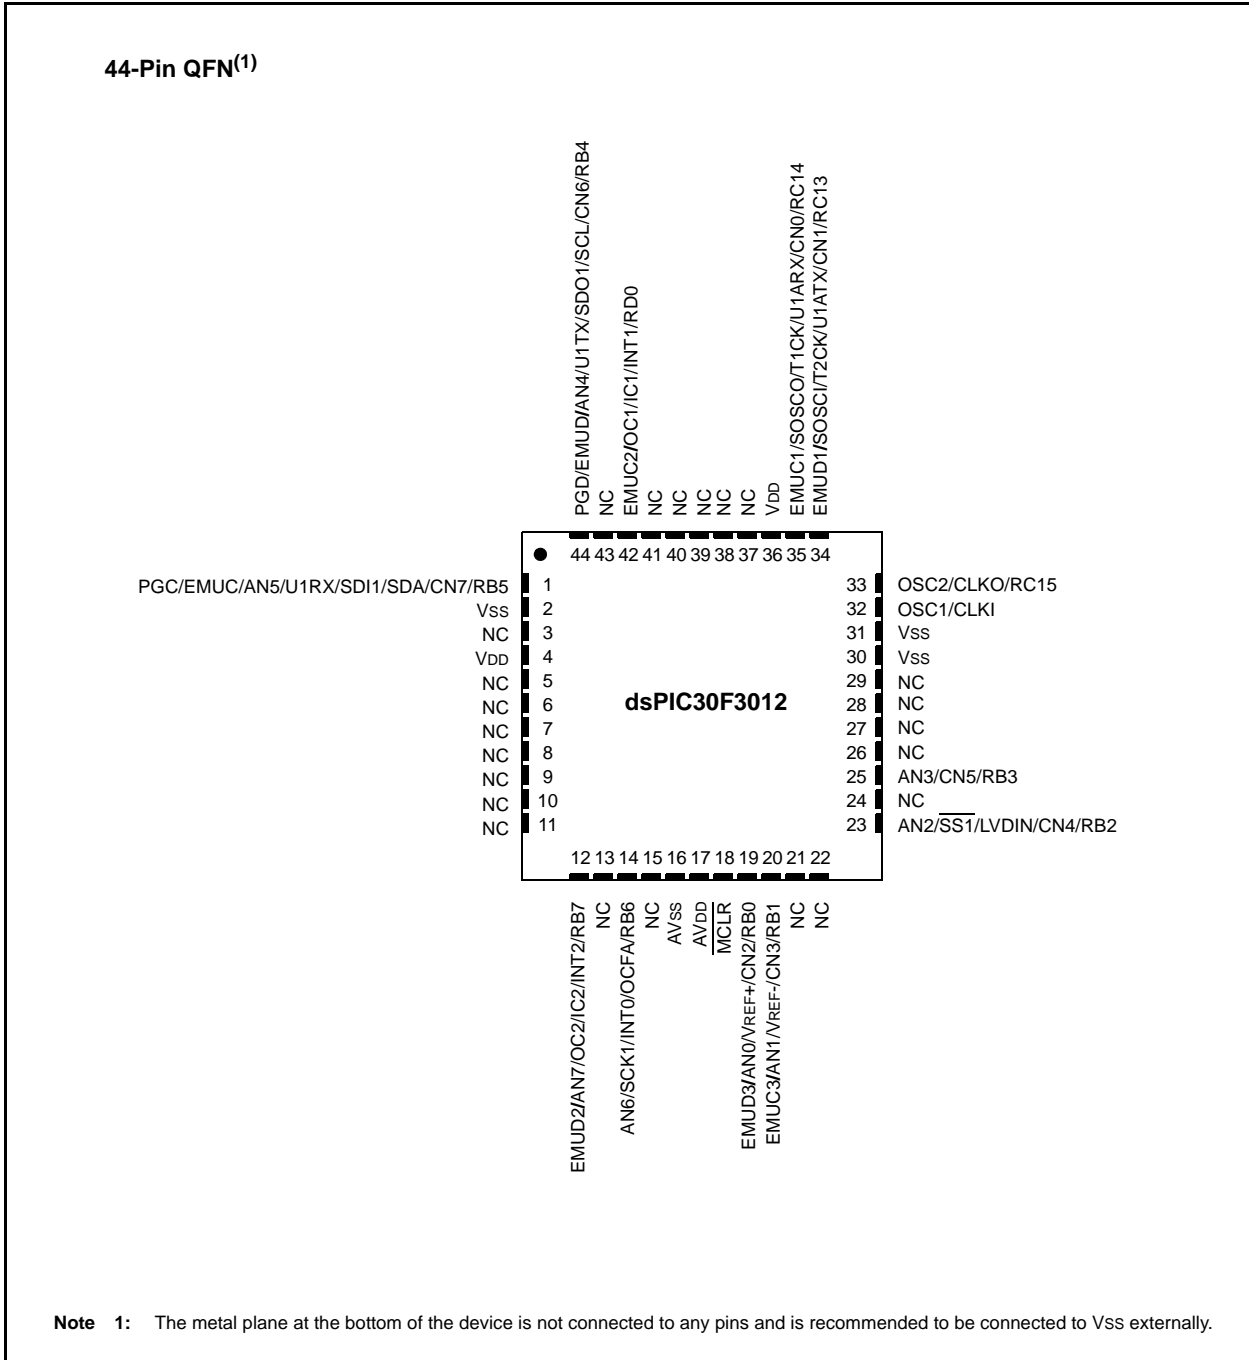 44-Pin QFN(1)
PGD/EMUD/AN4/U1TX/SDO1/SCL/CN6/RB4
NC
EMUC2/OC1/IC1/INT1/RD0
NC
NC
NC
NC
NC
VDD
EMUC1/SOSCO/T1CK/U1ARX/CN0/RC14
EMUD1/SOSCI/T2CK/U1ATX/CN1/RC13
44 43 42 41 40 39 38 37 36 35 34
PGC/EMUC/AN5/U1RX/SDI1/SDA/CN7/RB5 1
VSS 2
NC 3
VDD 4
NC 5
NC 6
NC 7
NC 8
NC 9
NC 10
NC 11
dsPIC30F3012
33 OSC2/CLKO/RC15
32 OSC1/CLKI
31 VSS
30 VSS
29 NC
28 NC
27 NC
26 NC
25 AN3/CN5/RB3
24 NC
23 AN2/SS1/LVDIN/CN4/RB2
12 13 14 15 16 17 18 19 20 21 22
EMUD2/AN7/OC2/IC2/INT2/RB7
NC
AN6/SCK1/INT0/OCFA/RB6
NC
AVSS
AVDD
MCLR
EMUD3/AN0/VREF+/CN2/RB0
EMUC3/AN1/VREF-/CN3/RB1
NC
NC
Note 1: The metal plane at the bottom of the device is not connected to any pins and is recommended to be connected to VSS externally.